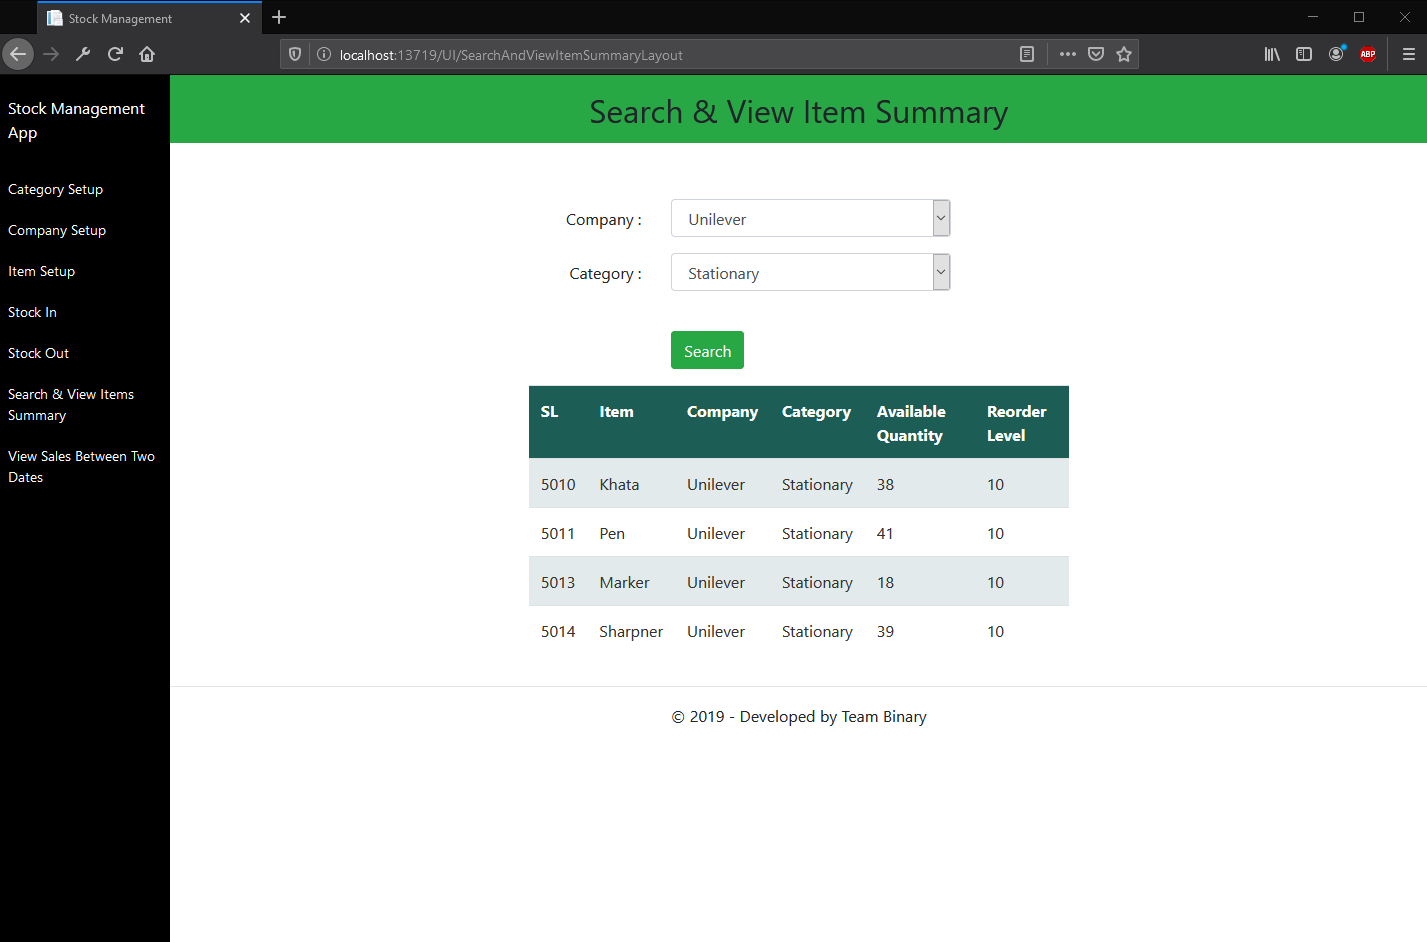 Stock Management
localhost:13719/UI/SearchAndViewItemSummaryLayout
ABP
Stock Management
App
Category Setup
Company Setup
Item Setup
Stock In
Stock Out
Search & View Items
Summary
View Sales Between Two
Dates
Search & View Item Summary
Company : Unilever
Category : Stationary
Search
SL Item Company Category Available Quantity Reorder Level
5010 Khata Unilever Stationary 38 10
5011 Pen Unilever Stationary 41 10
5013 Marker Unilever Stationary 18 10
5014 Sharpner Unilever Stationary 39 10
© 2019 - Developed by Team Binary